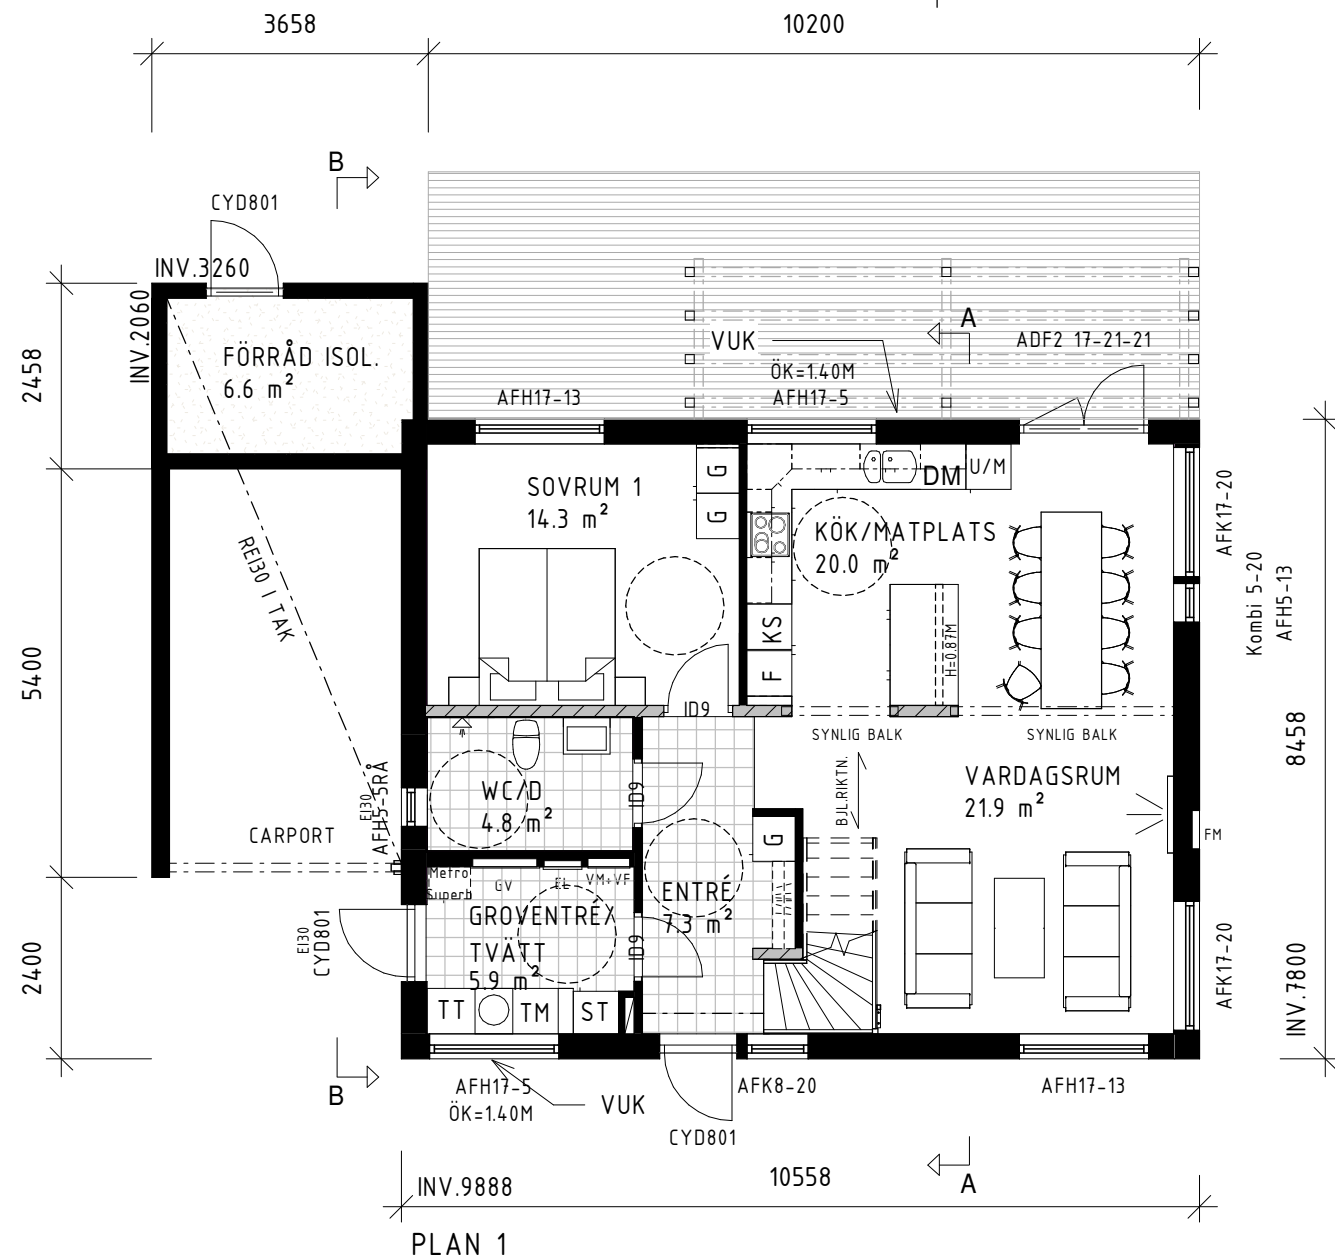 3658
10200
B
CYD801
INV.3260
INV.2060
FÖRRÅD ISOL.
6.6 m²
2458
VUK
A
ADF2 17-21-21
ÖK=1.40M
AFH17-13
AFH17-5
SOVRUM 1
14.3 m²
G
G
DM
U/M
KÖK/MATPLATS
20.0 m²
AFK17-20
Kombi 5-20
AFH5-13
REI30 I TAK
KS
F
H=0.87M
5400
ID9
SYNLIG BALK
SYNLIG BALK
8458
WC/D
4.8 m²
ID9
BJL.RIKTN.
VARDAGSRUM
21.9 m²
EI30
AFH5-5RÅ
CARPORT
G
FM
Metro
Superb
GV
EL
VM+VF
ENTRÉ
7.3 m²
GROVENTRÉ/
TVÄTT
5.9 m²
ID9
EI30
CYD801
2400
TT
TM
ST
AFK17-20
INV.7800
B
AFH17-5
ÖK=1.40M
VUK
AFK8-20
AFH17-13
CYD801
INV.9888
10558
A
PLAN 1